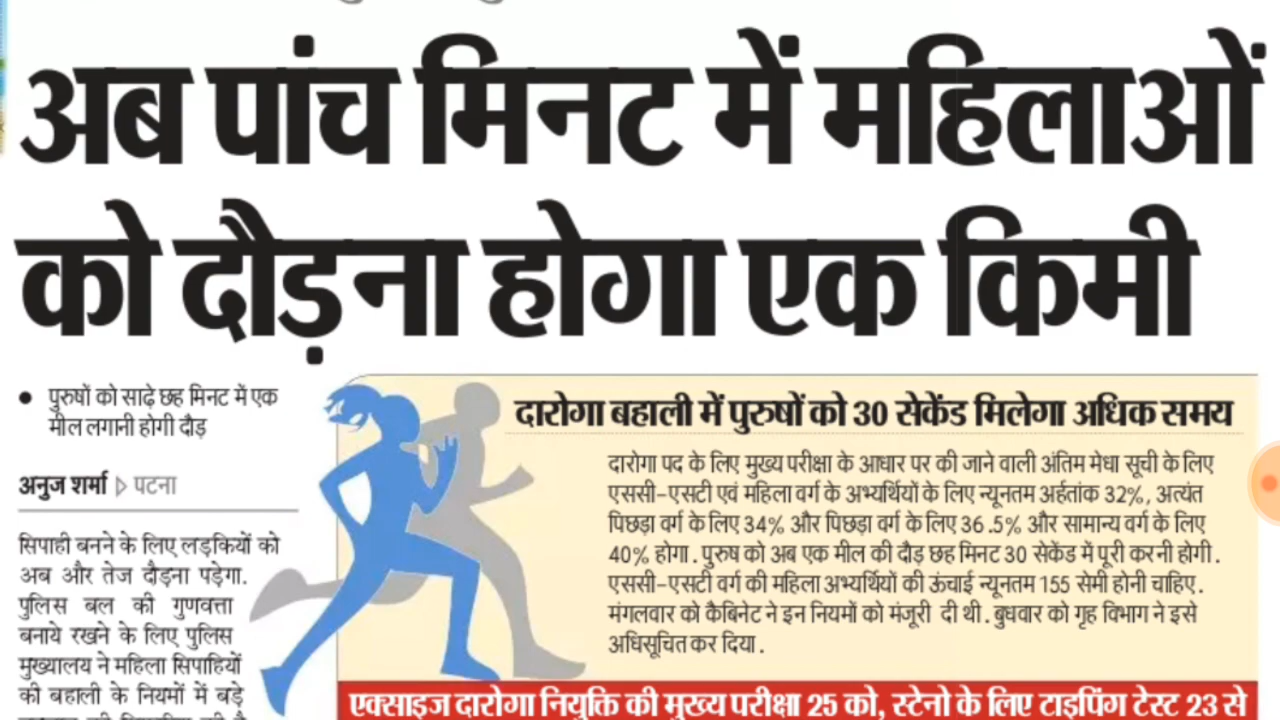 अब पांच मिनट में महिलाओं
को दौड़ना होगा एक किमी
● पुरुषों को साढ़े छह मिनट में एक
मील लगानी होगी दौड़
अनुज शर्मा ▷ पटना
सिपाही बनने के लिए लड़कियों को
अब और तेज दौड़ना पड़ेगा.
पुलिस बल की गुणवत्ता
बनाये रखने के लिए पुलिस
मुख्यालय ने महिला सिपाहियों
की बहाली के नियमों में बड़े
दारोगा बहाली में पुरुषों को 30 सेकेंड मिलेगा अधिक समय
दारोगा पद के लिए मुख्य परीक्षा के आधार पर की जाने वाली अंतिम मेधा सूची के लिए
एससी-एसटी एवं महिला वर्ग के अभ्यर्थियों के लिए न्यूनतम अर्हतांक 32%, अत्यंत
पिछड़ा वर्ग के लिए 34% और पिछड़ा वर्ग के लिए 36.5% और सामान्य वर्ग के लिए
40% होगा. पुरुष को अब एक मील की दौड़ छह मिनट 30 सेकेंड में पूरी करनी होगी.
एससी-एसटी वर्ग की महिला अभ्यर्थियों की ऊंचाई न्यूनतम 155 सेमी होनी चाहिए.
मंगलवार को कैबिनेट ने इन नियमों को मंजूरी दी थी. बुधवार को गृह विभाग ने इसे
अधिसूचित कर दिया.
एक्साइज दारोगा नियुक्ति की मुख्य परीक्षा 25 को, स्टेनो के लिए टाइपिंग टेस्ट 23 से